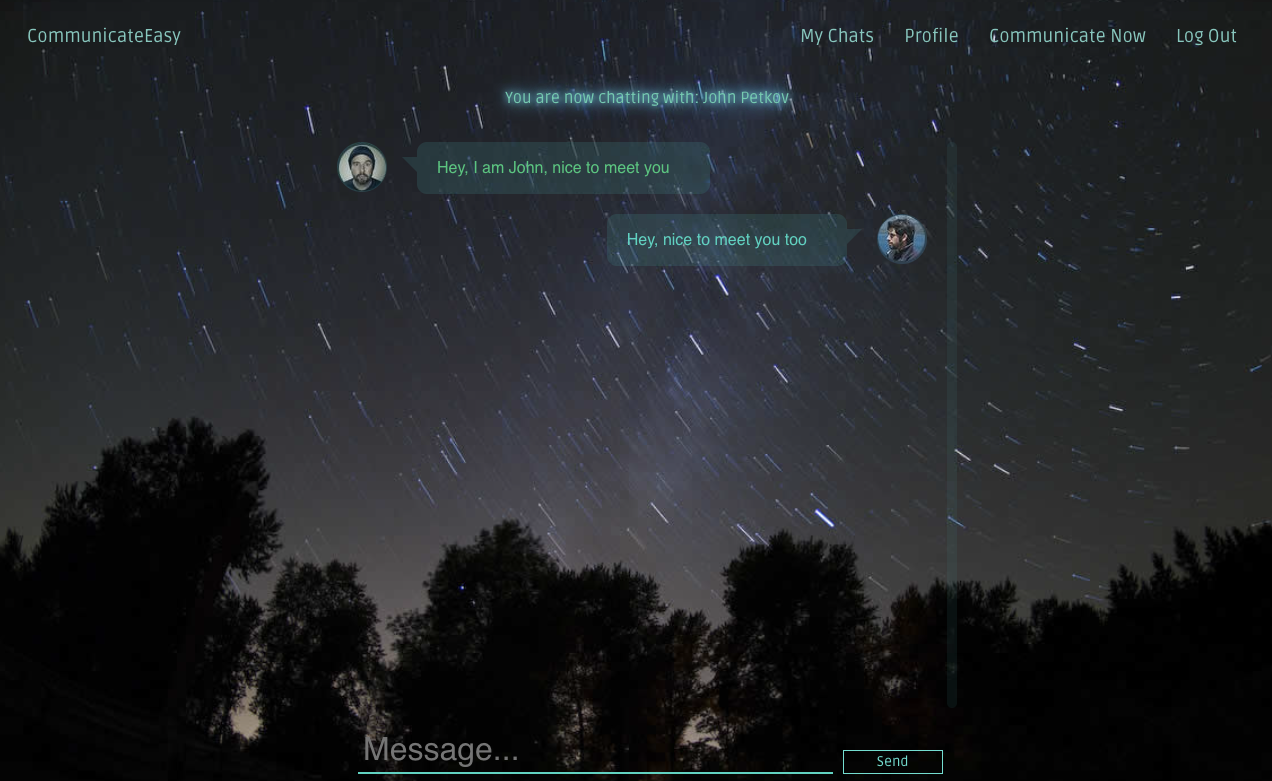 CommunicateEasy
My Chats
Profile
Communicate Now
Log Out
You are now chatting with: John Petkov
Hey, I am John, nice to meet you
Hey, nice to meet you too
Message...
Send